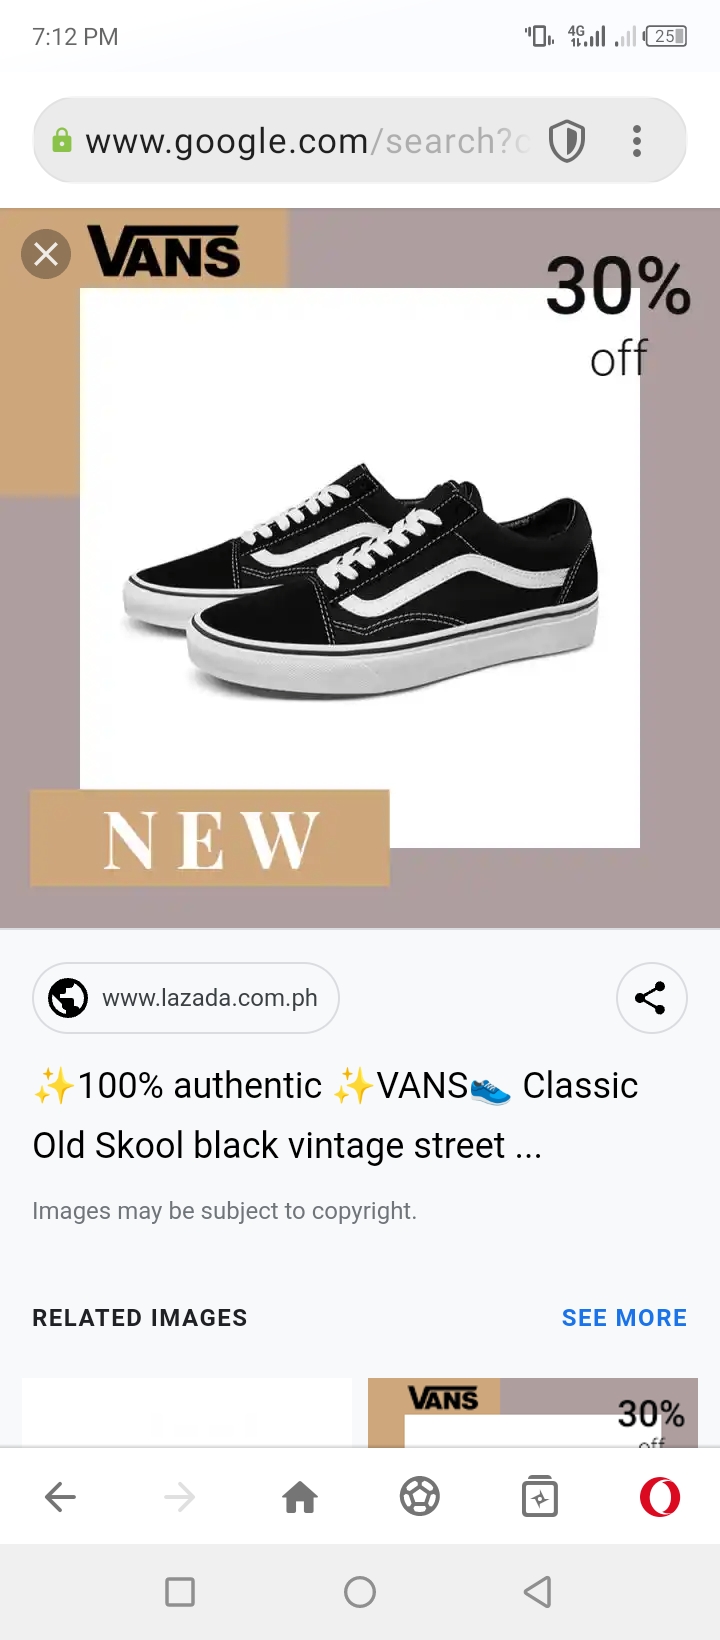 7:12 PM
4G
25
www.google.com/search?
VANS
30%
off
NEW
www.lazada.com.ph
✨100% authentic ✨VANS👟 Classic
Old Skool black vintage street ...
Images may be subject to copyright.
RELATED IMAGES
SEE MORE
VANS
30%
off